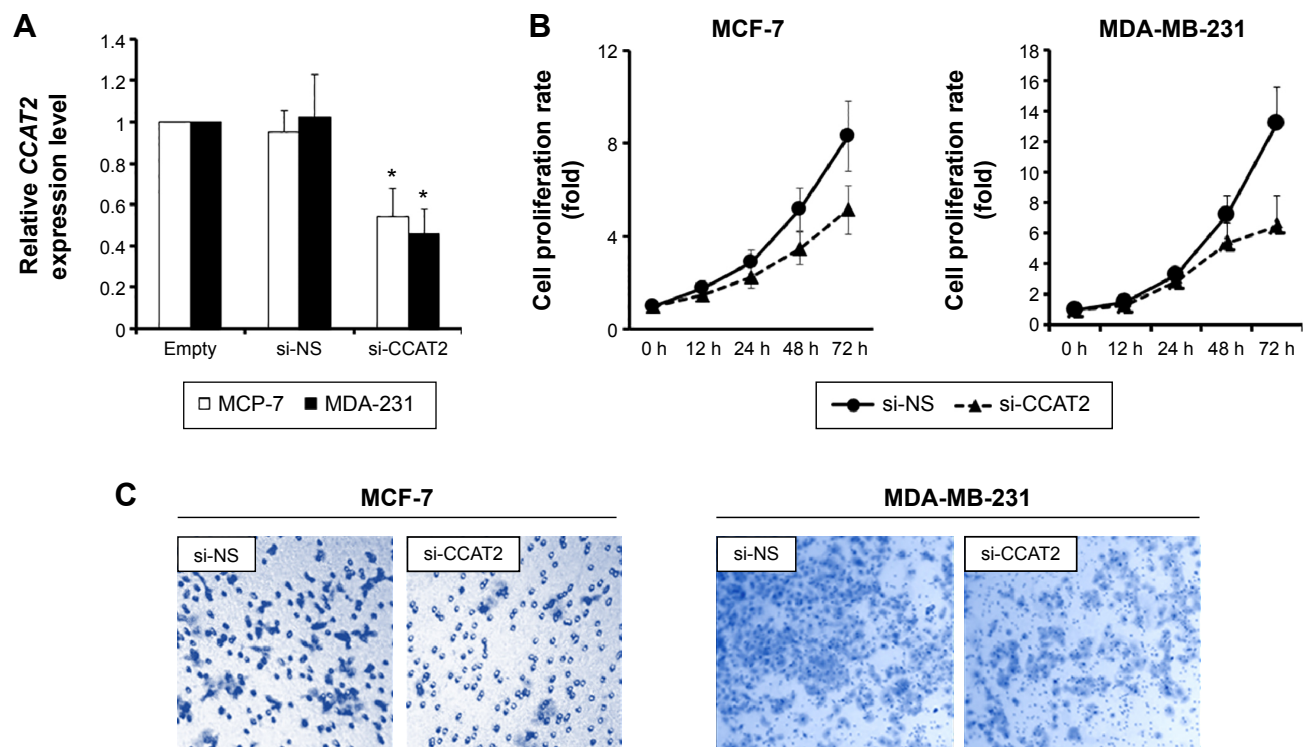 A
Relative CCAT2
expression level
1.4
1.2
1
0.8
0.6
0.4
0.2
0
*
*
Empty si-NS si-CCAT2
MCP-7 MDA-231
B
MCF-7
Cell proliferation rate
(fold)
12
8
4
0
0 h 12 h 24 h 48 h 72 h
MDA-MB-231
Cell proliferation rate
(fold)
18
16
14
12
10
8
6
4
2
0
0 h 12 h 24 h 48 h 72 h
si-NS si-CCAT2
C
MCF-7
si-NS si-CCAT2
MDA-MB-231
si-NS si-CCAT2